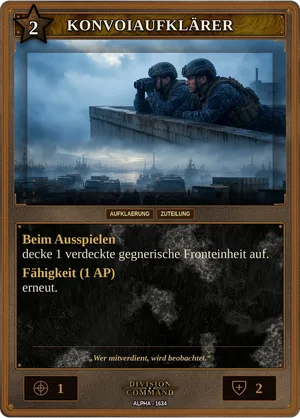 2
KONVOIAUFKLÄRER
AUFKLAERUNG ZUTEILUNG
Beim Ausspielen
decke 1 verdeckte gegnerische Fronteinheit auf.
Fähigkeit (1 AP)
erneut.
„Wer mitverdient, wird beobachtet.“
1 DIVISION COMMAND 2
ALPHA - 1634